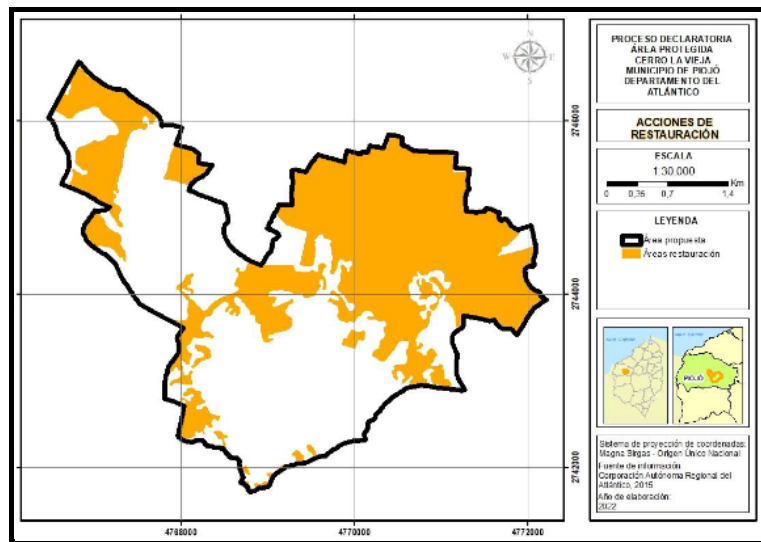 N
W
E
S
2746000
2744000
2742000
4768000
4770000
4772000
PROCESO DECLARATORIA
ÁREA PROTEGIDA
CERRO LA VIEJA
MUNICIPIO DE PIOJÓ
DEPARTAMENTO DEL
ATLÁNTICO
ACCIONES DE
RESTAURACIÓN
ESCALA
1:30.000
Km
0 0,35 0,7 1,4
LEYENDA
Área propuesta
Áreas restauración
PIOJÓ
Sistema de proyección de coordenadas:
Magna Sirgas - Origen Único Nacional
Fuente de información:
Corporación Autónoma Regional del
Atlántico, 2015
Año de elaboración:
2022